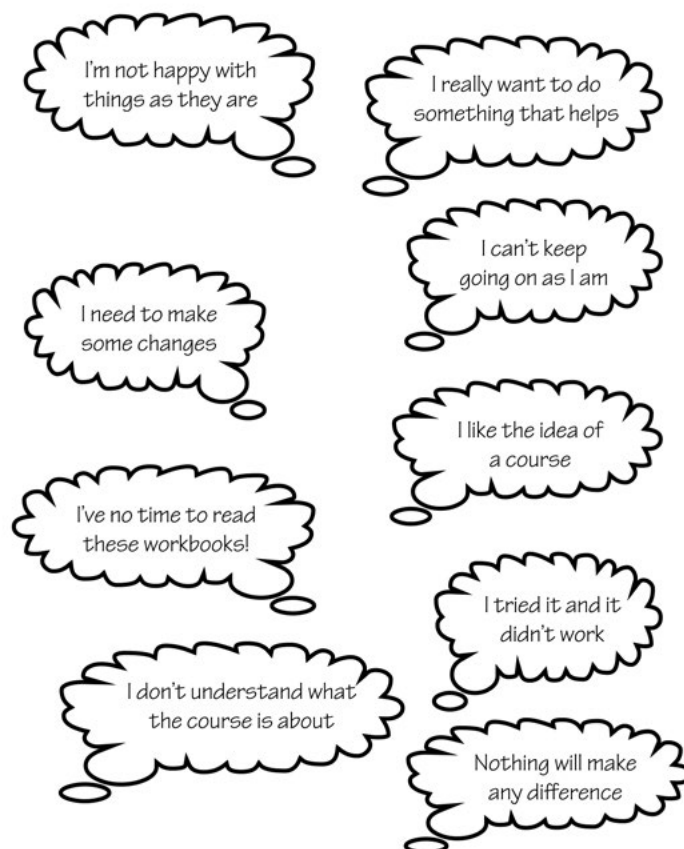 I'm not happy with
things as they are
I really want to do
something that helps
I can't keep
going on as I am
I need to make
some changes
I like the idea of
a course
I've no time to read
these workbooks!
I tried it and it
didn't work
I don't understand what
the course is about
Nothing will make
any difference